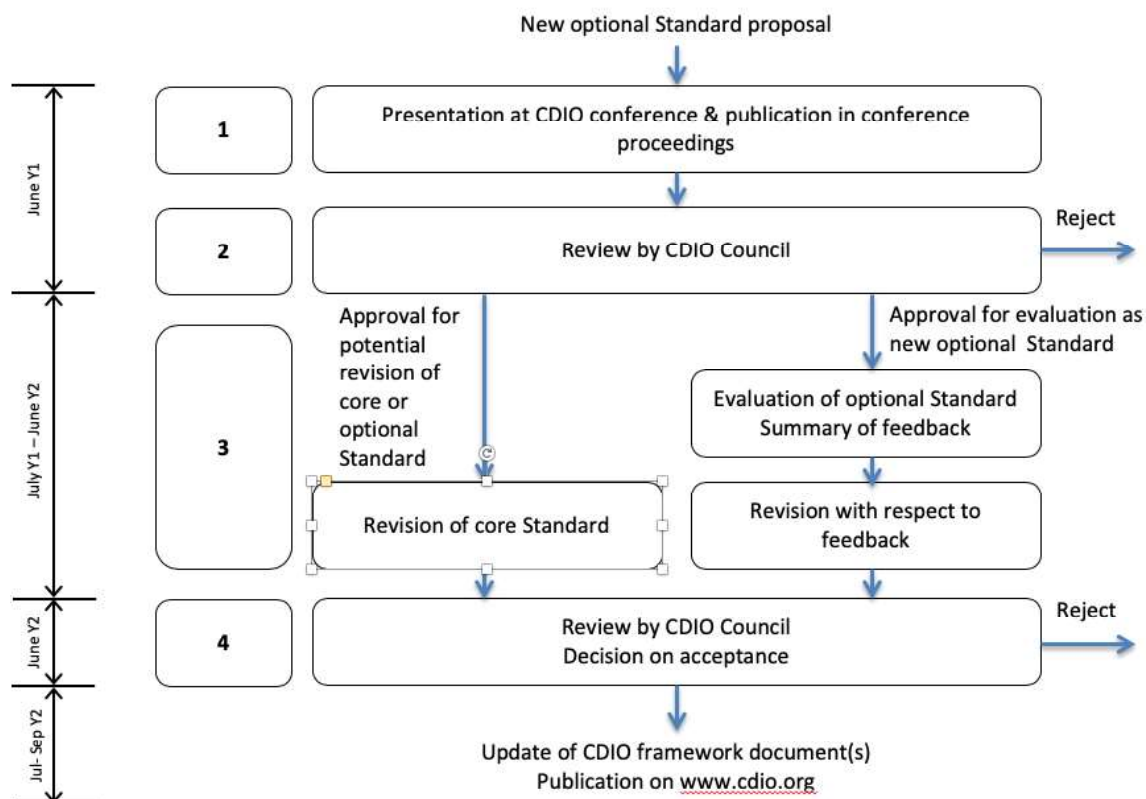 New optional Standard proposal
June Y1
1
Presentation at CDIO conference & publication in conference
proceedings
2
Review by CDIO Council
Reject
July Y1 – June Y2
3
Approval for
potential
revision of
core or
optional
Standard
Approval for evaluation as
new optional Standard
Evaluation of optional Standard
Summary of feedback
Revision of core Standard
Revision with respect to
feedback
June Y2
4
Review by CDIO Council
Decision on acceptance
Reject
Jul- Sep Y2
Update of CDIO framework document(s)
Publication on www.cdio.org